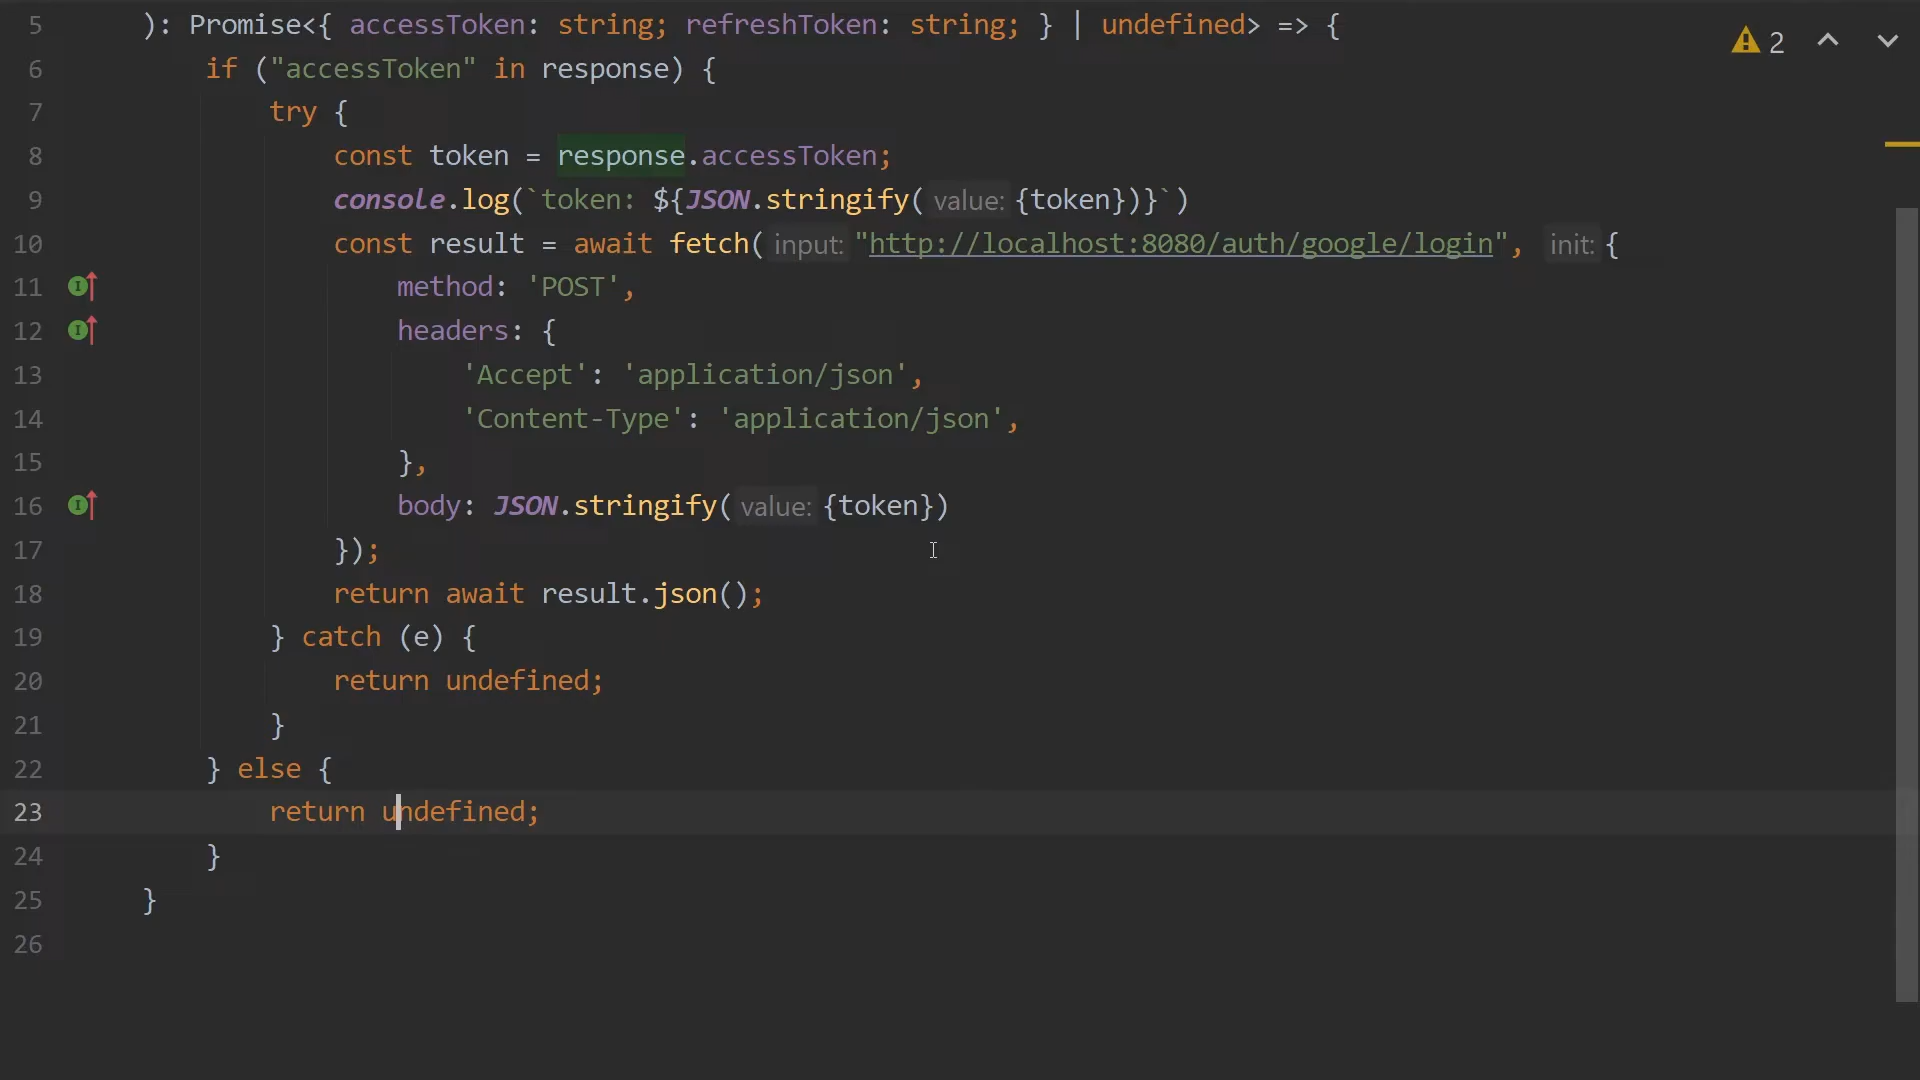 5 ): Promise<{ accessToken: string; refreshToken: string; } | undefined> => {
2
6 if ("accessToken" in response) {
7 try {
8 const token = response.accessToken;
9 console.log(`token: ${JSON.stringify( value: {token})}`)
10 const result = await fetch( input: "http://localhost:8080/auth/google/login", init: {
11 method: 'POST',
12 headers: {
13 'Accept': 'application/json',
14 'Content-Type': 'application/json',
15 },
16 body: JSON.stringify( value: {token})
17 });
18 return await result.json();
19 } catch (e) {
20 return undefined;
21 }
22 } else {
23 return undefined;
24 }
25 }
26